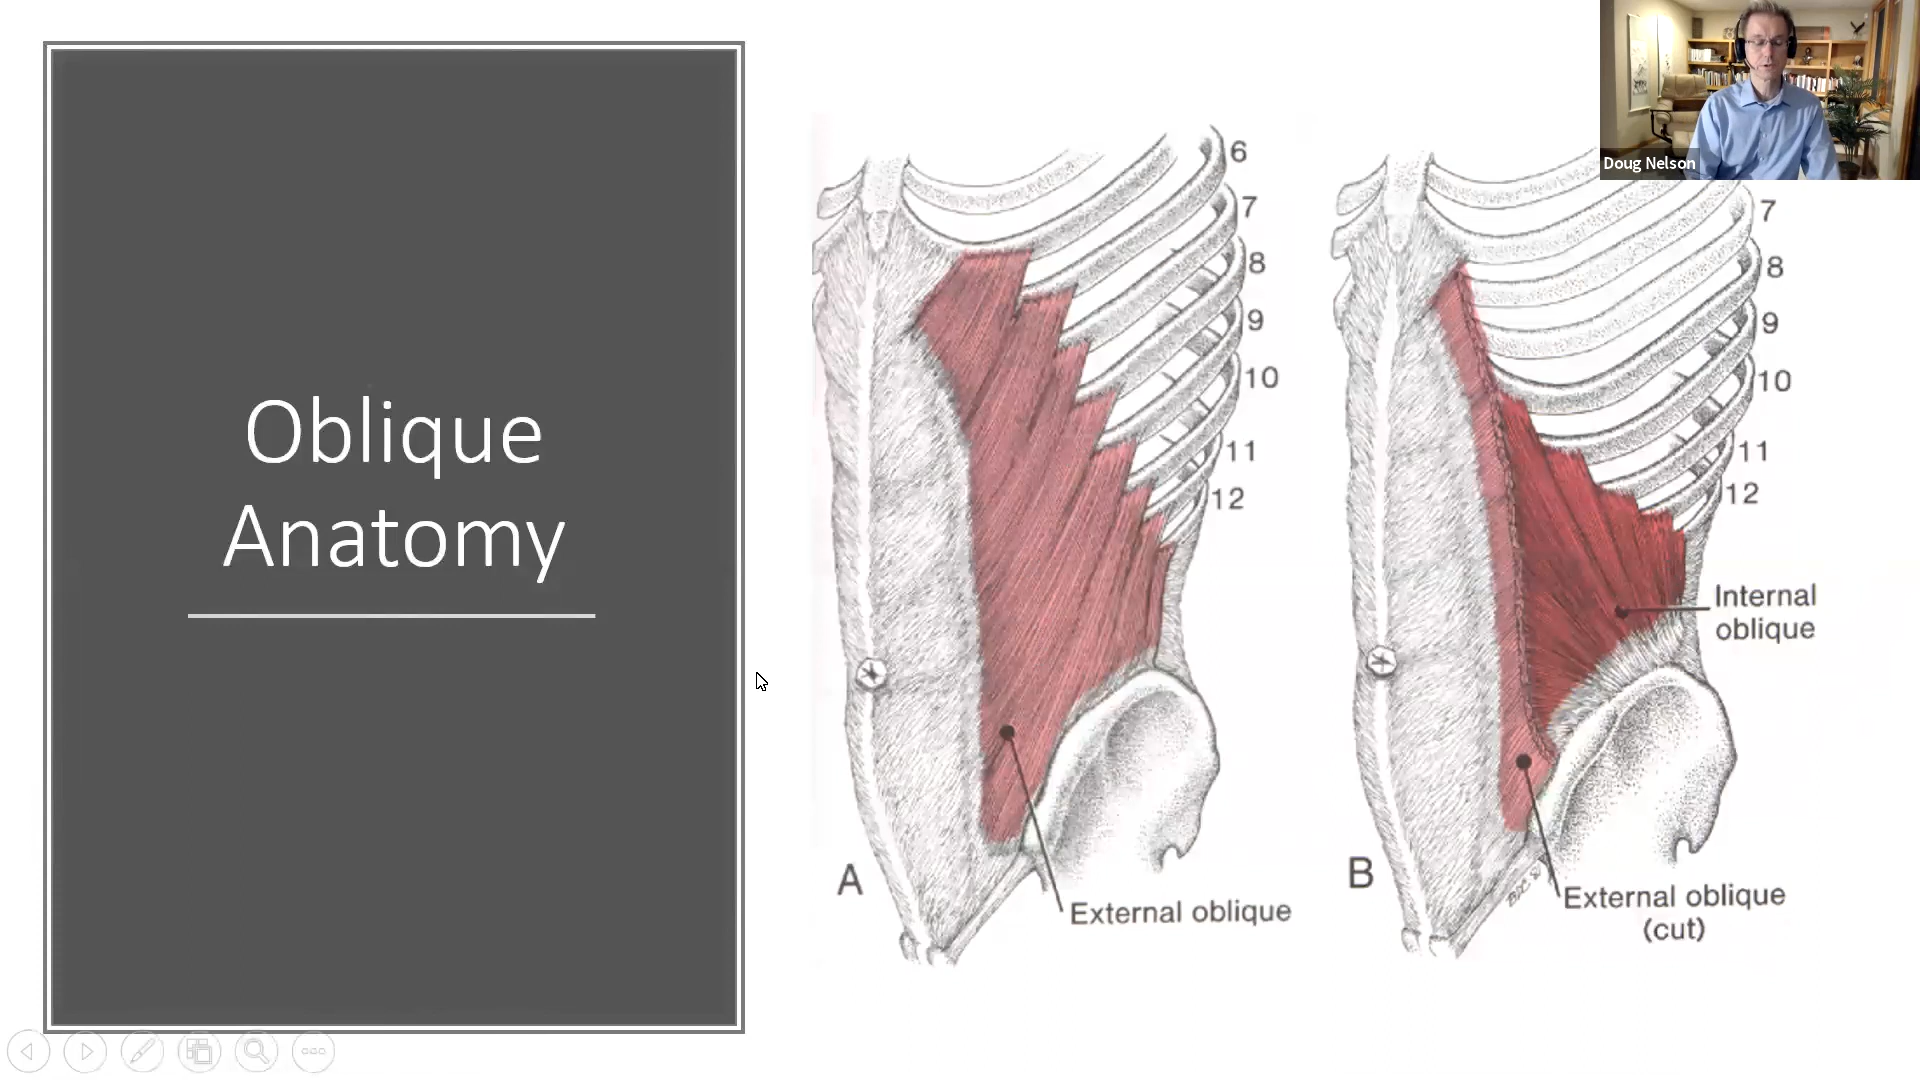 Oblique
Anatomy
6
7
8
9
10
11
12
A
External oblique
Doug Nelson
7
8
9
10
11
12
Internal
oblique
B
External oblique
(cut)